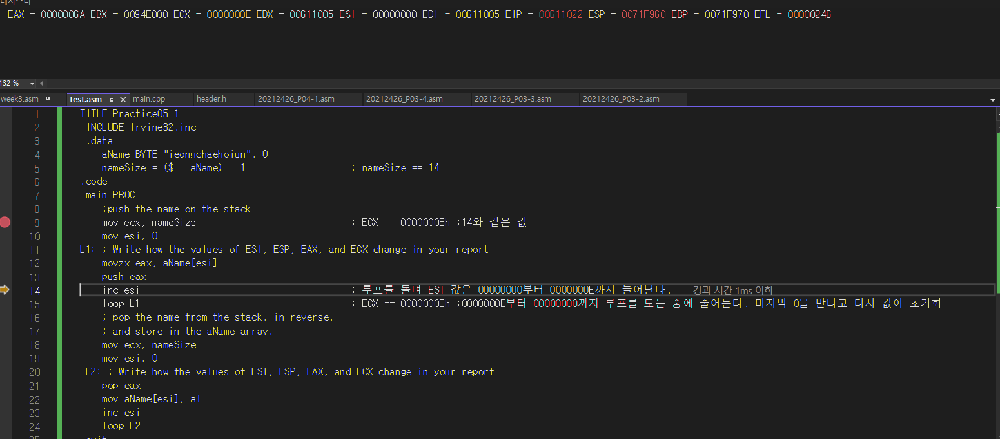 레지스터
EAX = 0000006A EBX = 0094E000 ECX = 0000000E EDX = 00611005 ESI = 00000000 EDI = 00611005 EIP = 00611022 ESP = 0071F960 EBP = 0071F970 EFL = 00000246
132 %
week3.asm test.asm main.cpp header.h 20212426_P04-1.asm 20212426_P03-4.asm 20212426_P03-3.asm 20212426_P03-2.asm
1 TITLE Practice05-1
2 INCLUDE Irvine32.inc
3 .data
4 aName BYTE "jeongchaehojun", 0
5 nameSize = ($ - aName) - 1 ; nameSize == 14
6 .code
7 main PROC
8 ;push the name on the stack
9 mov ecx, nameSize ; ECX == 0000000Eh ;14와 같은 값
10 mov esi, 0
11 L1: ; Write how the values of ESI, ESP, EAX, and ECX change in your report
12 movzx eax, aName[esi]
13 push eax
14 inc esi ; 루프를 돌며 ESI 값은 00000000부터 0000000E까지 늘어난다. 경과 시간 1ms 이하
15 loop L1 ; ECX == 0000000Eh ;0000000E부터 00000000까지 루프를 도는 중에 줄어든다. 마지막 0을 만나고 다시 값이 초기화
16 ; pop the name from the stack, in reverse,
17 ; and store in the aName array.
18 mov ecx, nameSize
19 mov esi, 0
20 L2: ; Write how the values of ESI, ESP, EAX, and ECX change in your report
21 pop eax
22 mov aName[esi], al
23 inc esi
24 loop L2
25 exit